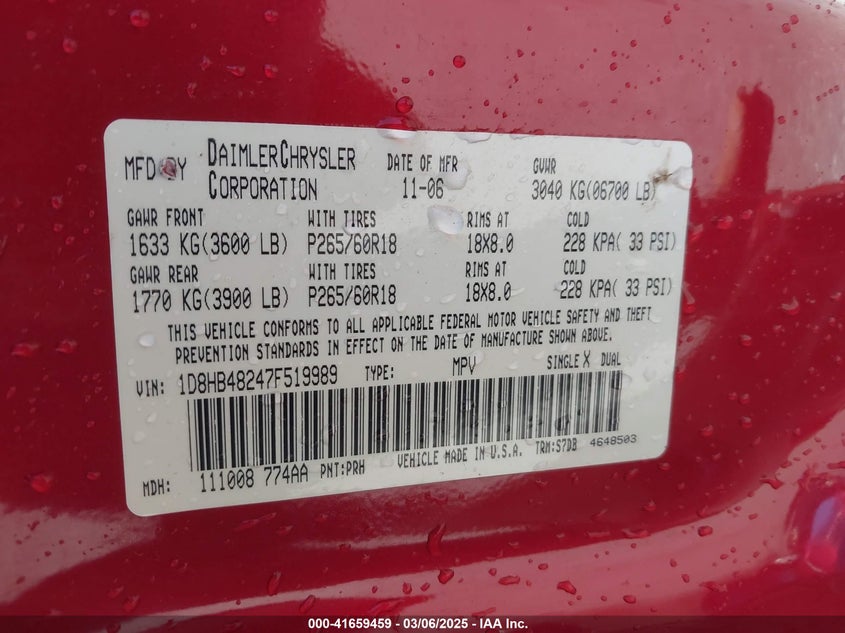 MFD BY DAIMLERCHRYSLER CORPORATION DATE OF MFR 11-06 GVWR 3040 KG(06700 LB)
GAWR FRONT WITH TIRES RIMS AT COLD
1633 KG(3600 LB) P265/60R18 18X8.0 228 KPA( 33 PSI)
GAWR REAR WITH TIRES RIMS AT COLD
1770 KG(3900 LB) P265/60R18 18X8.0 228 KPA( 33 PSI)
THIS VEHICLE CONFORMS TO ALL APPLICABLE FEDERAL MOTOR VEHICLE SAFETY AND THEFT
PREVENTION STANDARDS IN EFFECT ON THE DATE OF MANUFACTURE SHOWN ABOVE.
VIN: 1D8HB48247F519989 TYPE: MPV SINGLE X DUAL
MDH: 111008 774AA PNT:PRH VEHICLE MADE IN U.S.A. TRM:S7DB 4648503
000-41659459 - 03/06/2025 - IAA Inc.